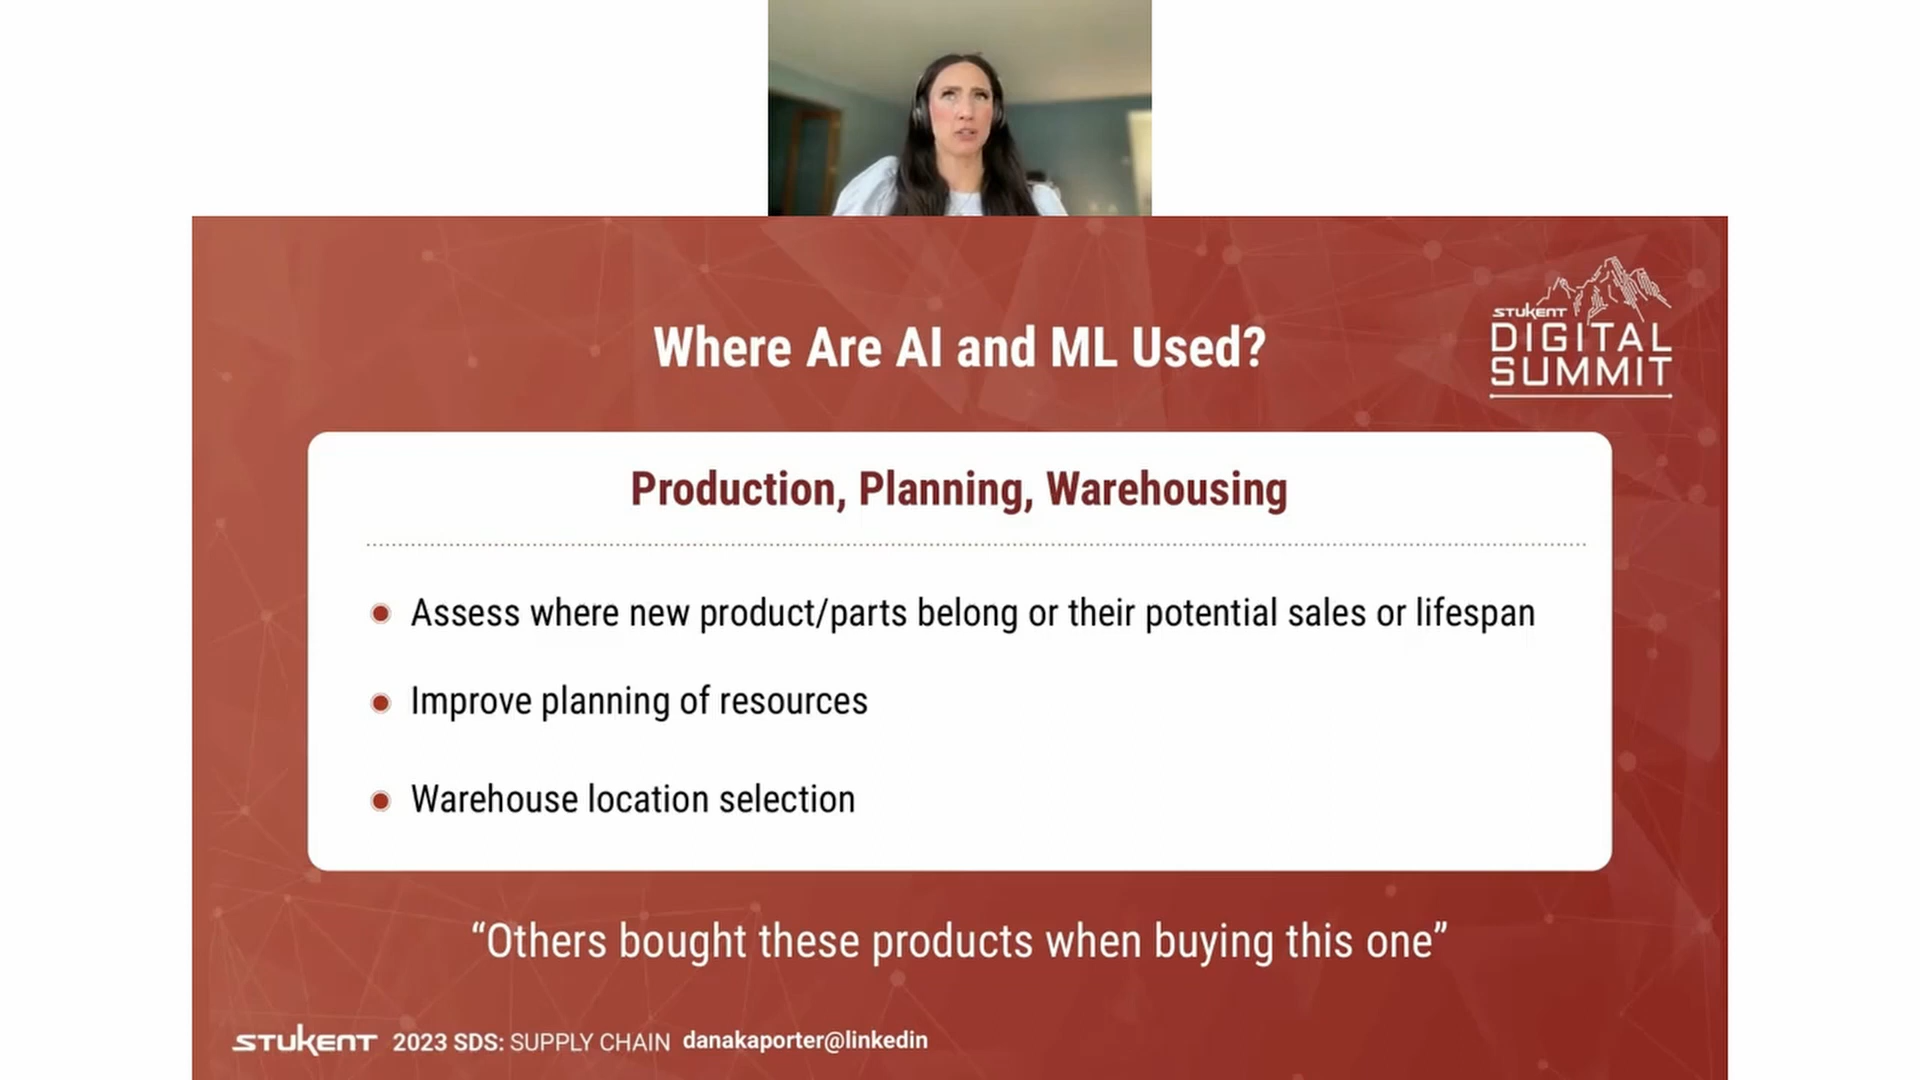 Where Are AI and ML Used?
STUKENT
DIGITAL
SUMMIT
Production, Planning, Warehousing
Assess where new product/parts belong or their potential sales or lifespan
Improve planning of resources
Warehouse location selection
“Others bought these products when buying this one”
STUKENT 2023 SDS: SUPPLY CHAIN danakaporter@linkedin